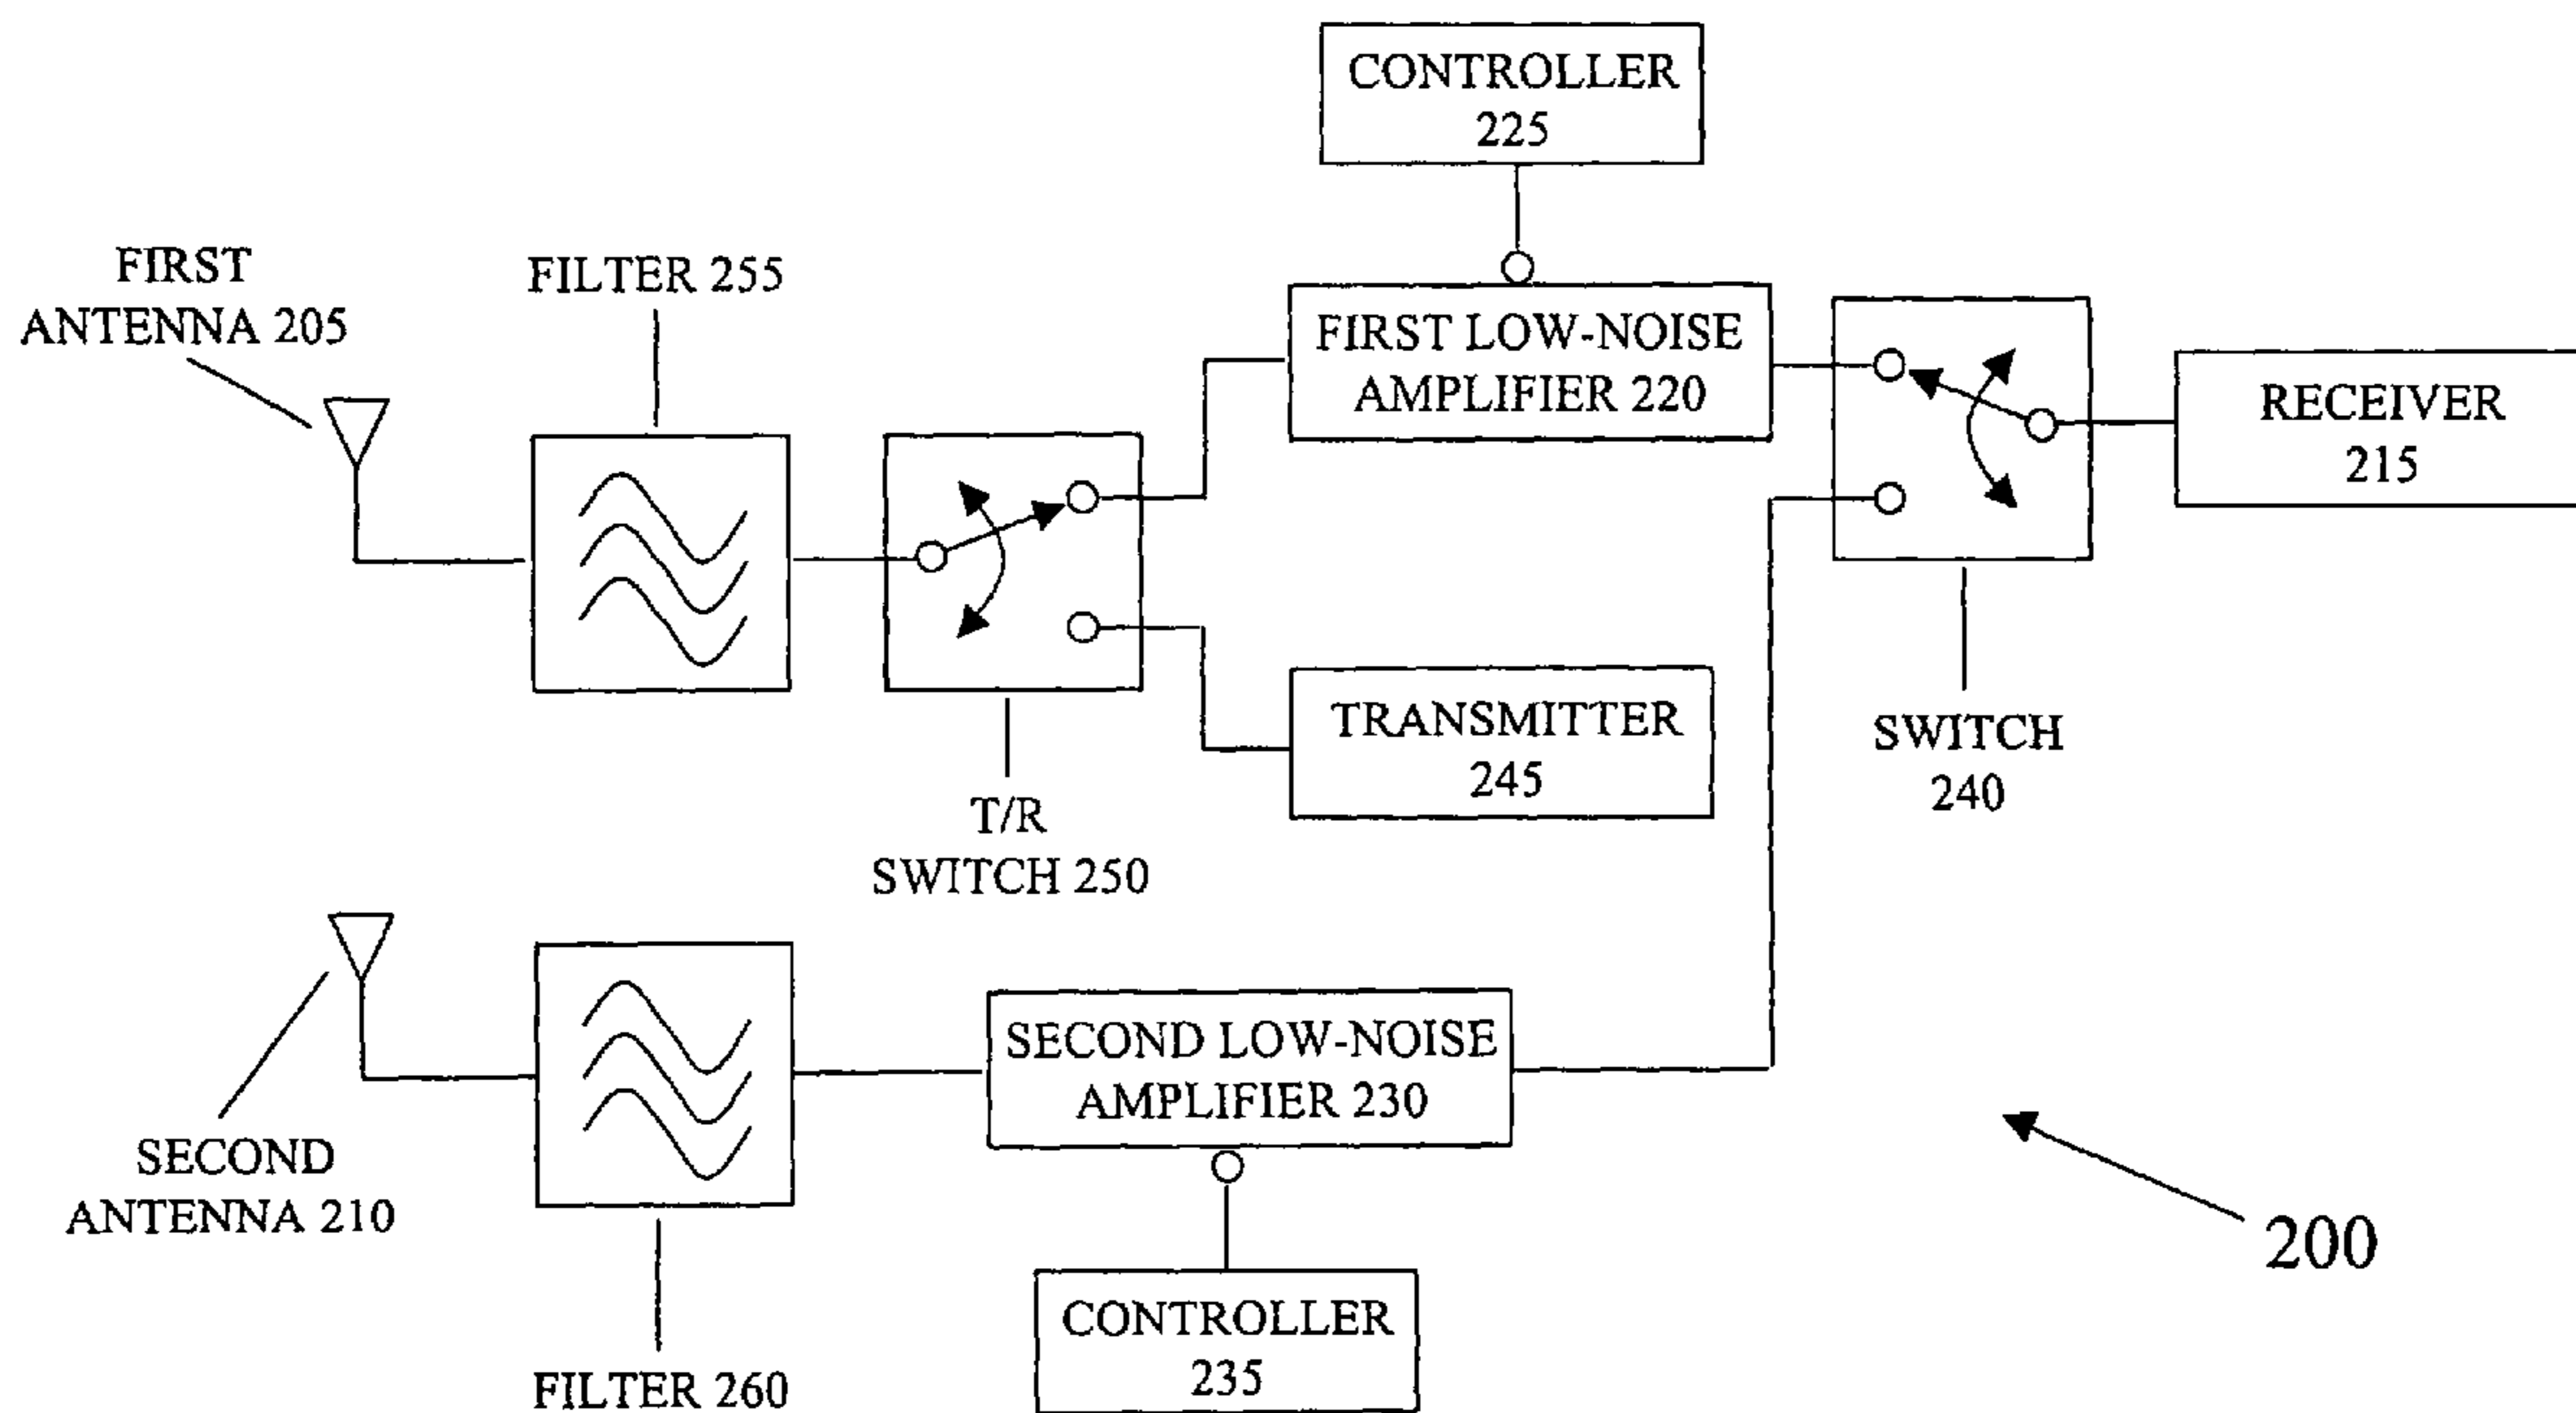 CONTROLLER
225
FIRST
ANTENNA 205
FILTER 255
FIRST LOW-NOISE
AMPLIFIER 220
RECEIVER
215
TRANSMITTER
245
SWITCH
240
T/R
SWITCH 250
SECOND
ANTENNA 210
SECOND LOW-NOISE
AMPLIFIER 230
200
CONTROLLER
235
FILTER 260